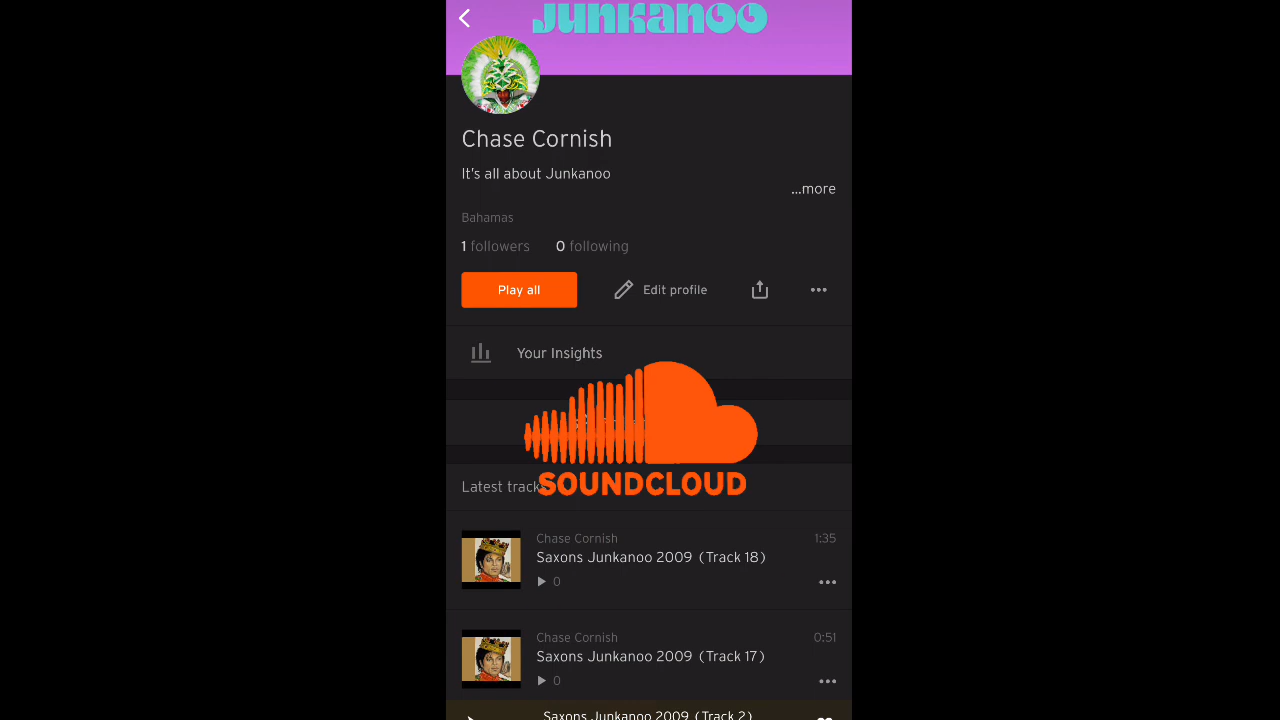 Junkanoo
Chase Cornish
It's all about Junkanoo
...more
Bahamas
1 followers 0 following
Play all Edit profile
Your Insights
SOUNDCLOUD
Latest tracks
Chase Cornish 1:35
Saxons Junkanoo 2009 (Track 18)
0
Chase Cornish 0:51
Saxons Junkanoo 2009 (Track 17)
0
Saxons Junkanoo 2009 (Track 2)